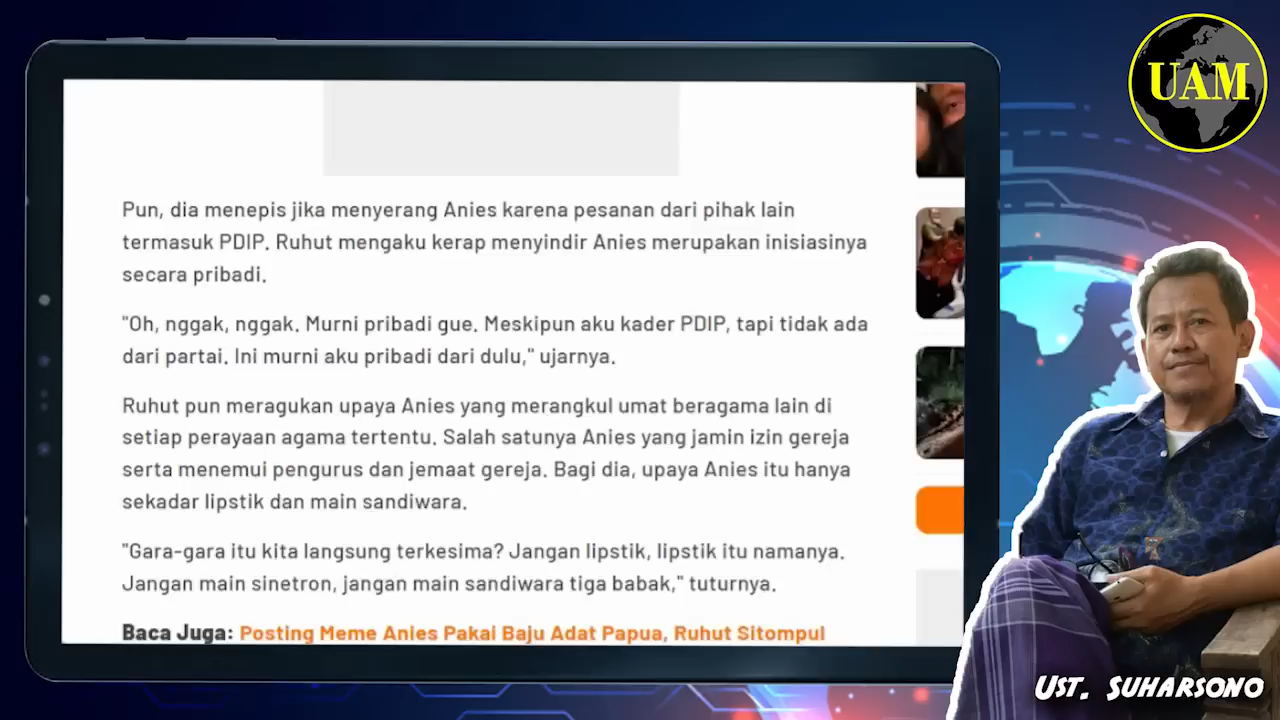 UAM
Pun, dia menepis jika menyerang Anies karena pesanan dari pihak lain
termasuk PDIP. Ruhut mengaku kerap menyindir Anies merupakan inisiasinya
secara pribadi.
"Oh, nggak, nggak. Murni pribadi gue. Meskipun aku kader PDIP, tapi tidak ada
dari partai. Ini murni aku pribadi dari dulu," ujarnya.
Ruhut pun meragukan upaya Anies yang merangkul umat beragama lain di
setiap perayaan agama tertentu. Salah satunya Anies yang jamin izin gereja
serta menemui pengurus dan jemaat gereja. Bagi dia, upaya Anies itu hanya
sekadar lipstik dan main sandiwara.
"Gara-gara itu kita langsung terkesima? Jangan lipstik, lipstik itu namanya.
Jangan main sinetron, jangan main sandiwara tiga babak," tuturnya.
Baca Juga: Posting Meme Anies Pakai Baju Adat Papua, Ruhut Sitompul
UST. SUHARSONO